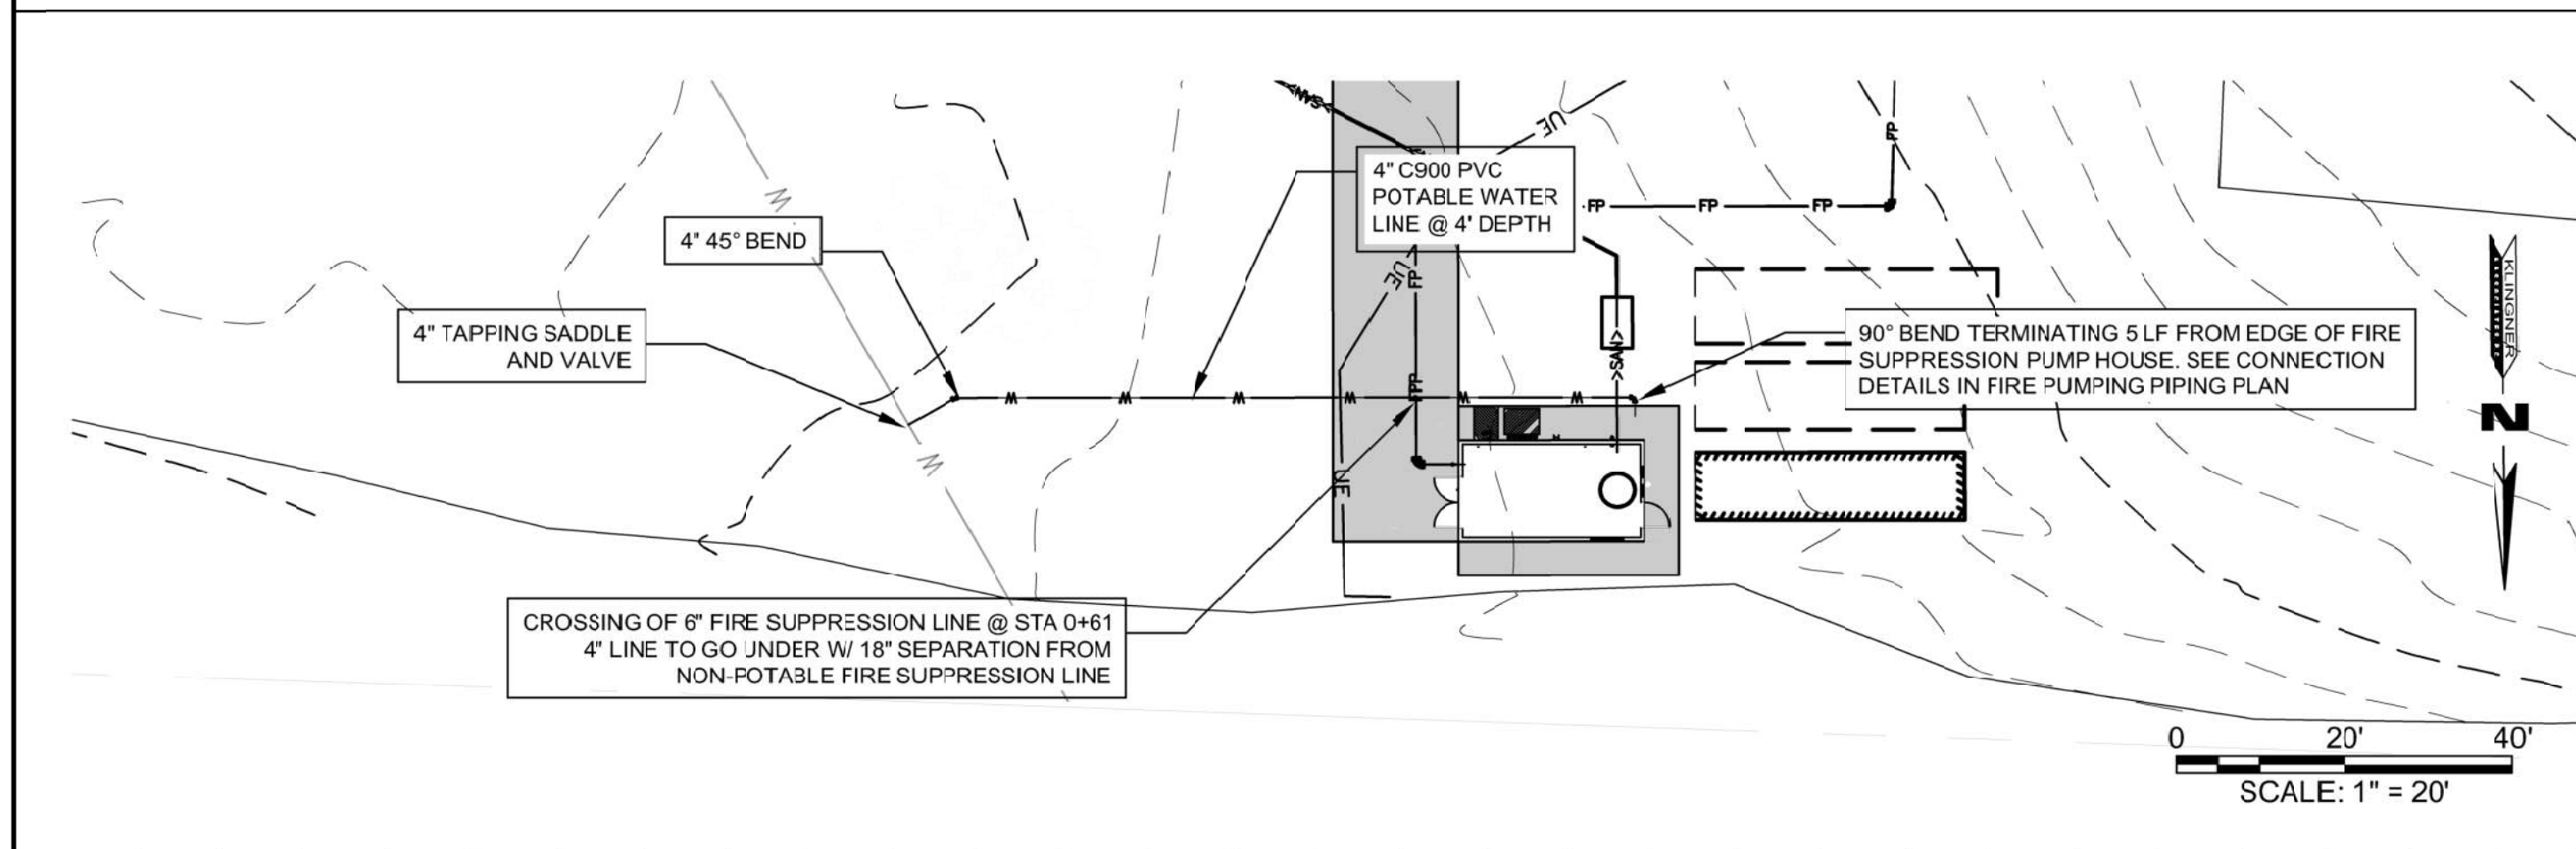 4" C900 PVC
POTABLE WATER
LINE @ 4' DEPTH
4" 45° BEND
4" TAPPING SADDLE
AND VALVE
90° BEND TERMINATING 5 LF FROM EDGE OF FIRE
SUPPRESSION PUMP HOUSE. SEE CONNECTION
DETAILS IN FIRE PUMPING PIPING PLAN
CROSSING OF 6" FIRE SUPPRESSION LINE @ STA 0+61
4" LINE TO GO UNDER W/ 18" SEPARATION FROM
NON-POTABLE FIRE SUPPRESSION LINE
UE
FP
FP
FP
FP
UE
FP
FP
>SAN>
W
W
W
W
W
W
W
W
UE
KLINGNER
N
0 20' 40'
SCALE: 1" = 20'